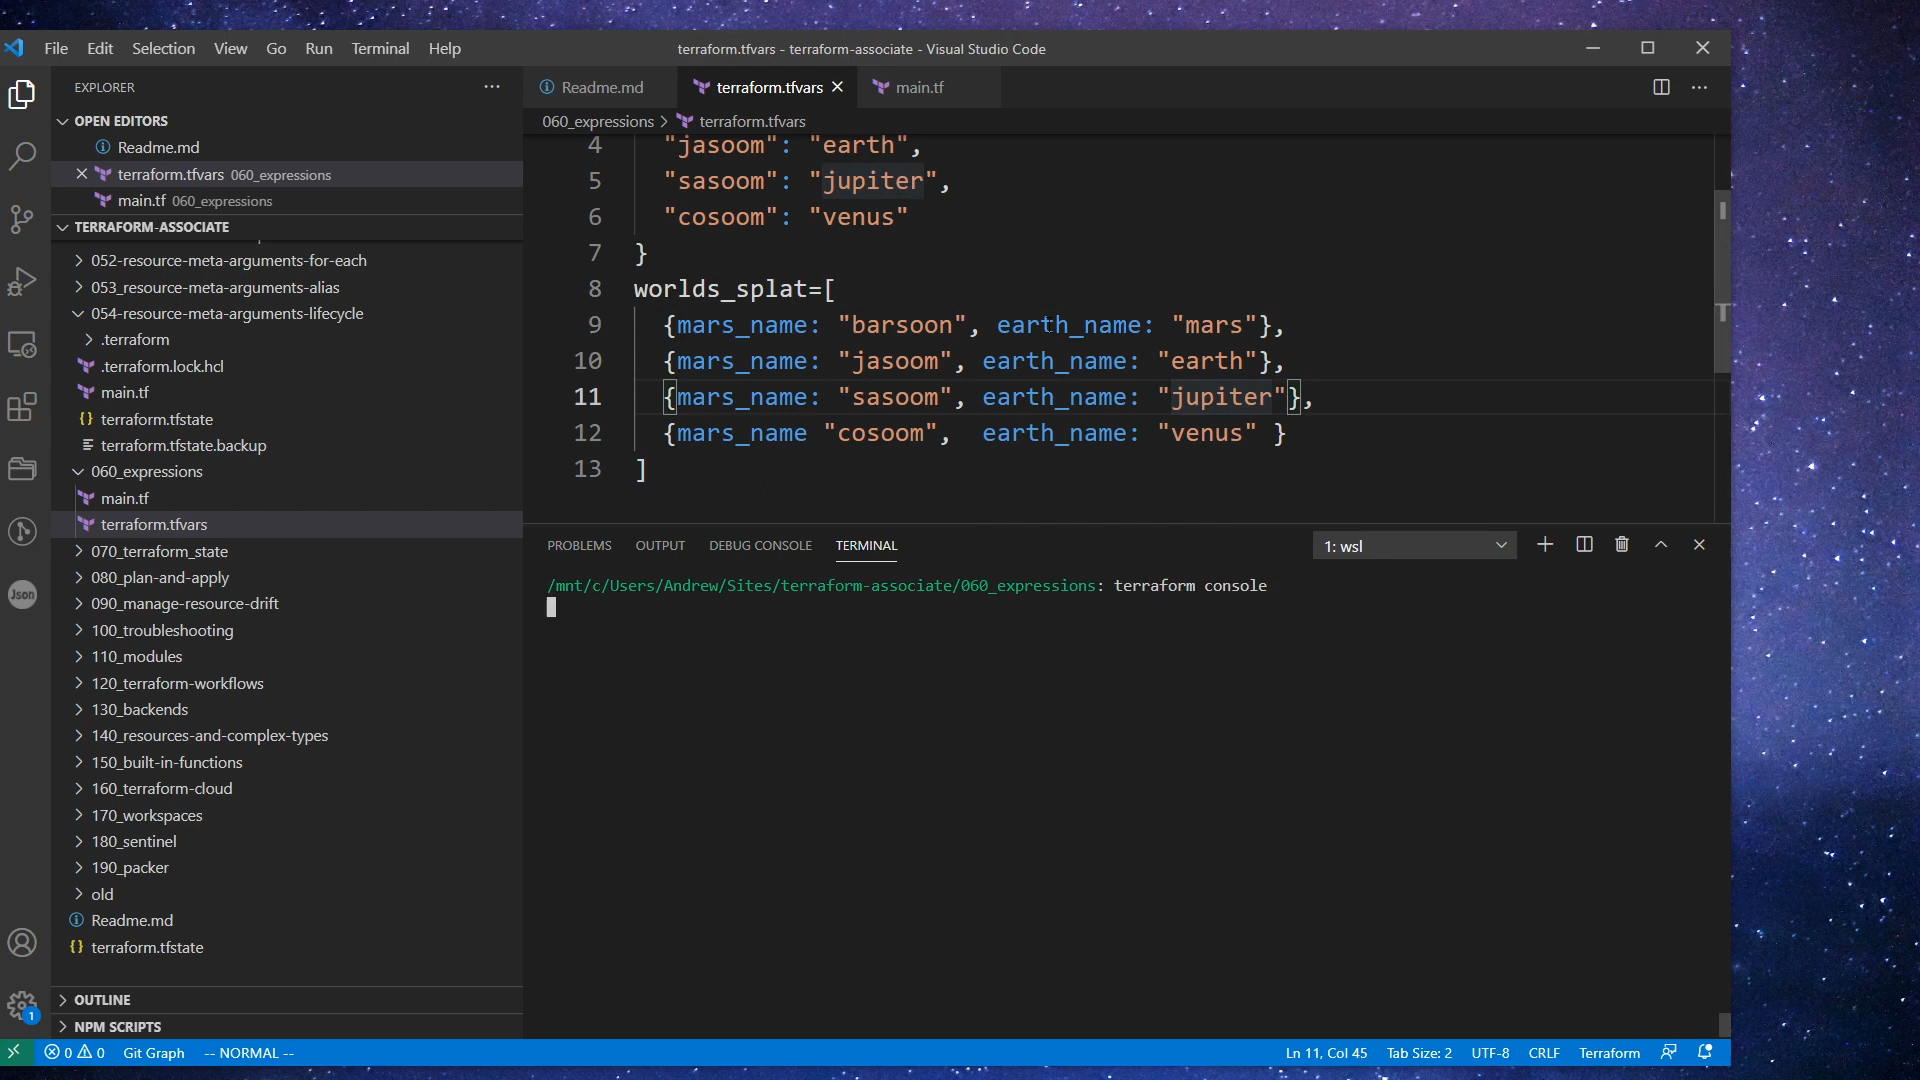 File Edit Selection View Go Run Terminal Help
terraform.tfvars - terraform-associate - Visual Studio Code
EXPLORER
OPEN EDITORS
Readme.md
terraform.tfvars 060_expressions
main.tf 060_expressions
TERRAFORM-ASSOCIATE
052-resource-meta-arguments-for-each
053_resource-meta-arguments-alias
054-resource-meta-arguments-lifecycle
.terraform
.terraform.lock.hcl
main.tf
terraform.tfstate
terraform.tfstate.backup
060_expressions
main.tf
terraform.tfvars
070_terraform_state
080_plan-and-apply
090_manage-resource-drift
100_troubleshooting
110_modules
120_terraform-workflows
130_backends
140_resources-and-complex-types
150_built-in-functions
160_terraform-cloud
170_workspaces
180_sentinel
190_packer
old
Readme.md
terraform.tfstate
OUTLINE
NPM SCRIPTS
Json
1
Readme.md terraform.tfvars main.tf
060_expressions > terraform.tfvars
4 "jasoom": "earth",
5 "sasoom": "jupiter",
6 "cosoom": "venus"
7 }
8 worlds_splat=[
9 {mars_name: "barsoon", earth_name: "mars"},
10 {mars_name: "jasoom", earth_name: "earth"},
11 {mars_name: "sasoom", earth_name: "jupiter"},
12 {mars_name "cosoom", earth_name: "venus" }
13 ]
PROBLEMS OUTPUT DEBUG CONSOLE TERMINAL
1: wsl
/mnt/c/Users/Andrew/Sites/terraform-associate/060_expressions: terraform console
0 0 Git Graph -- NORMAL --
Ln 11, Col 45 Tab Size: 2 UTF-8 CRLF Terraform